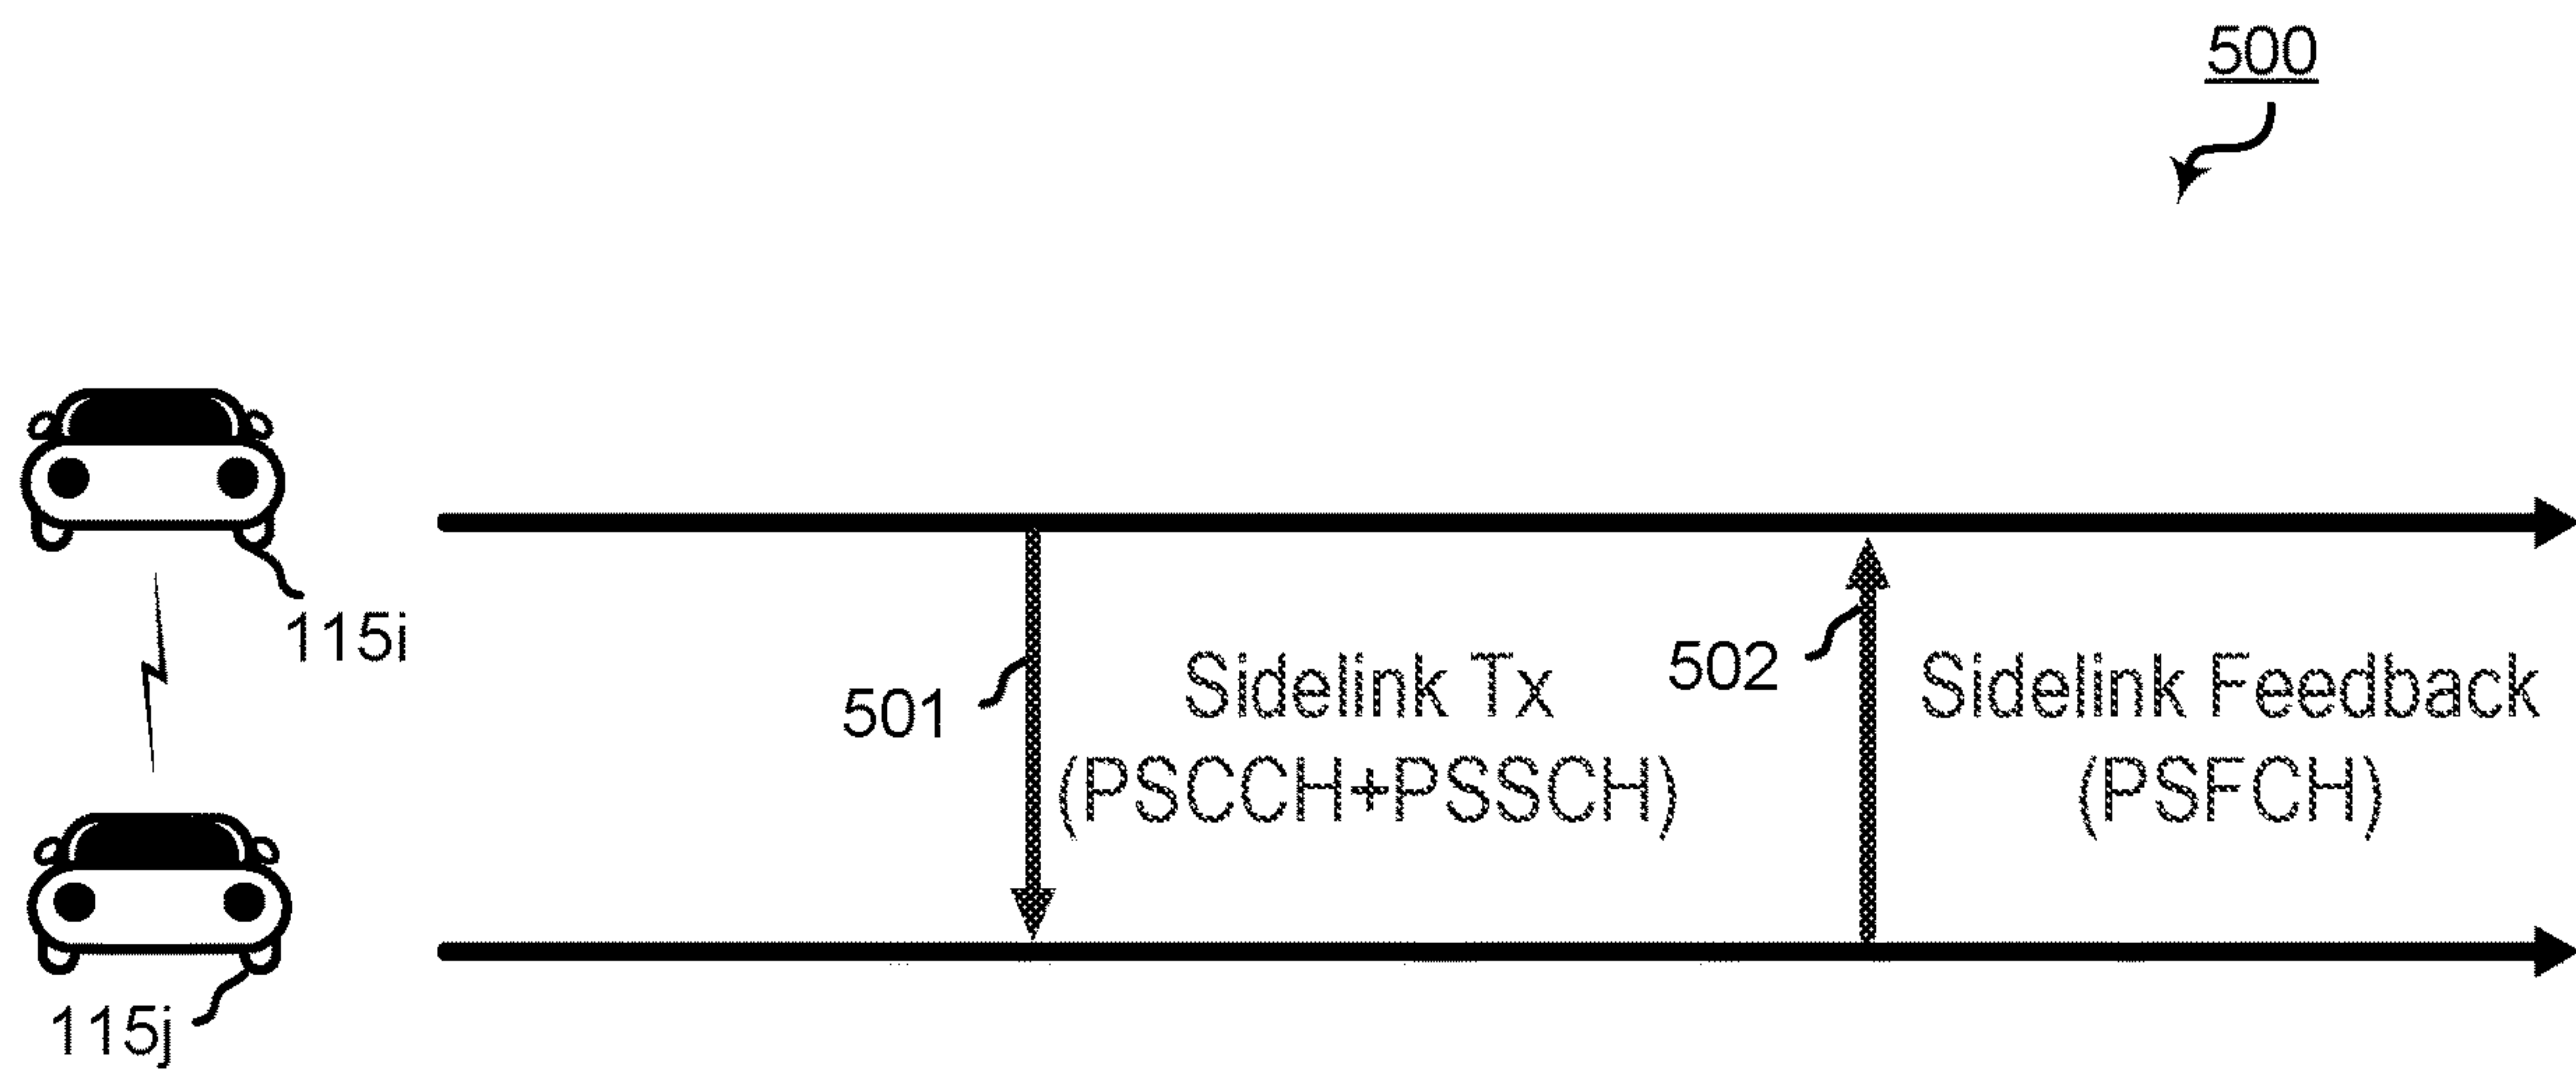 500
115i
501
Sidelink Tx
(PSCCH+PSSCH)
502
Sidelink Feedback
(PSFCH)
115j